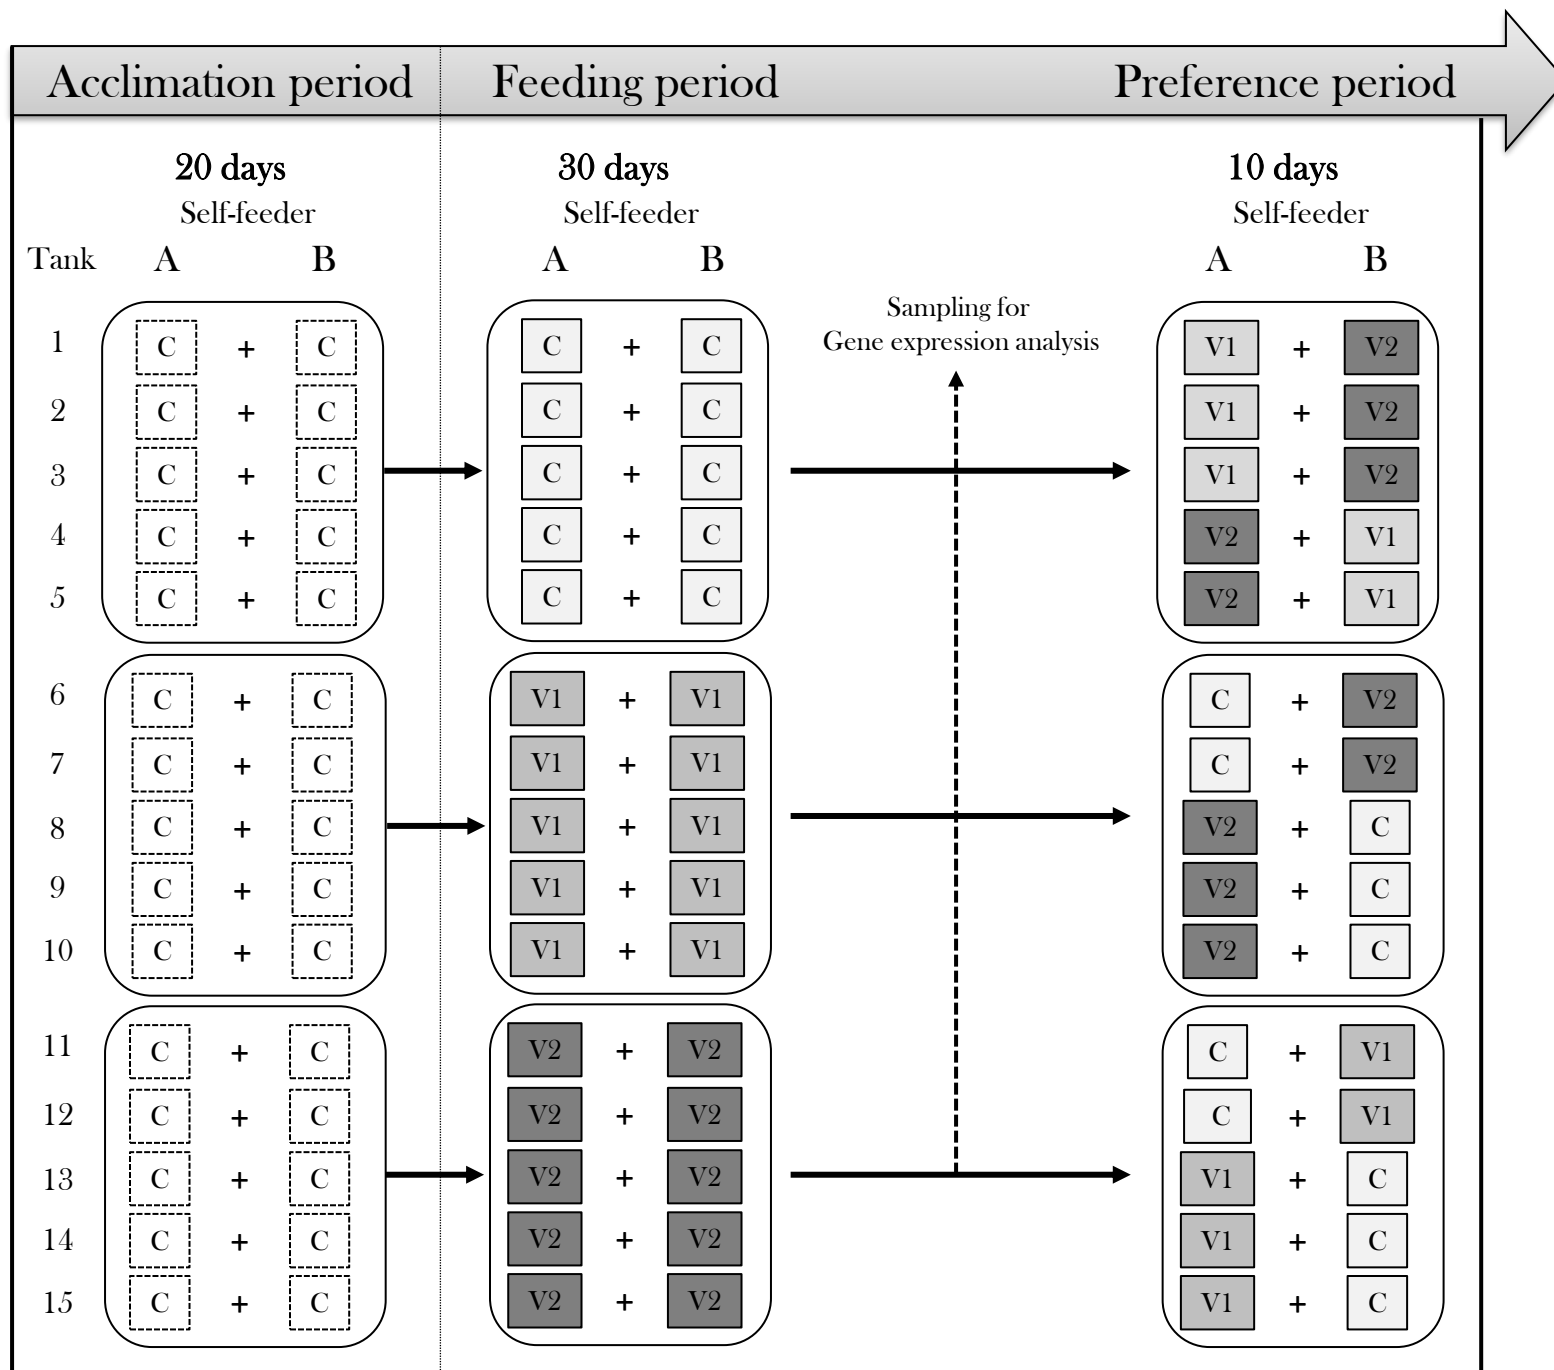 Acclimation period Feeding period Preference period
20 days 30 days 10 days
Self-feeder Self-feeder Self-feeder
Tank A B A B A B
Sampling for
Gene expression analysis
1 C + C C + C V1 + V2
2 C + C C + C V1 + V2
3 C + C C + C V1 + V2
4 C + C C + C V2 + V1
5 C + C C + C V2 + V1
6 C + C V1 + V1 C + V2
7 C + C V1 + V1 C + V2
8 C + C V1 + V1 V2 + C
9 C + C V1 + V1 V2 + C
10 C + C V1 + V1 V2 + C
11 C + C V2 + V2 C + V1
12 C + C V2 + V2 C + V1
13 C + C V2 + V2 V1 + C
14 C + C V2 + V2 V1 + C
15 C + C V2 + V2 V1 + C